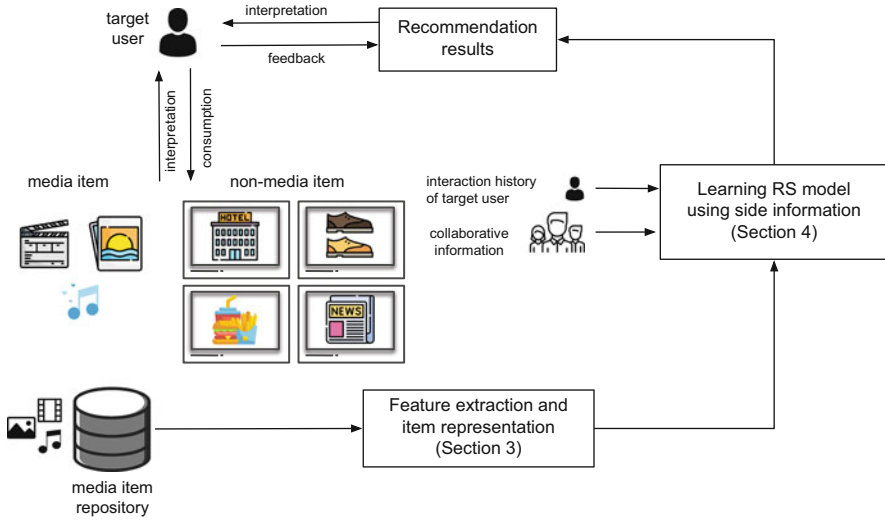 target
user
interpretation
feedback
Recommendation
results
interpretation
consumption
media item
non-media item
HOTEL
NEWS
interaction history
of target user
collaborative
information
Learning RS model
using side information
(Section 4)
Feature extraction and
item representation
(Section 3)
media item
repository